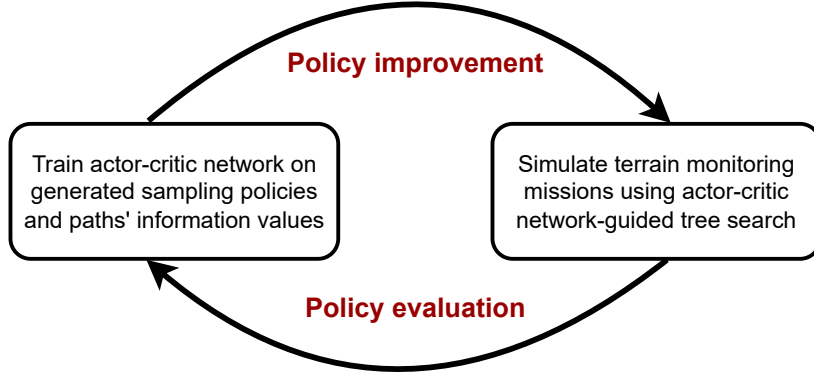 Policy improvement
Train actor-critic network on
generated sampling policies
and paths' information values
Simulate terrain monitoring
missions using actor-critic
network-guided tree search
Policy evaluation